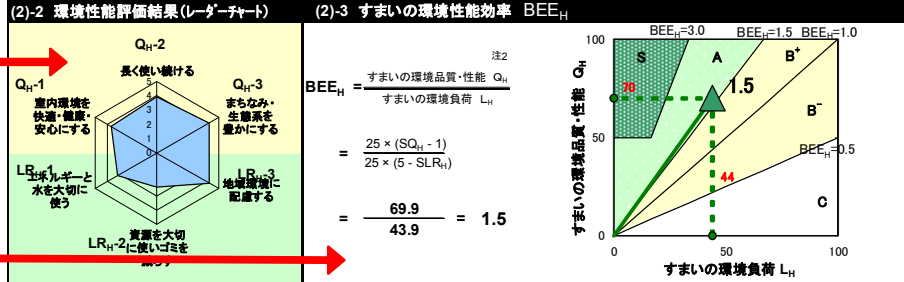 (2)-2 環境性能評価結果(レーダーチャート)
(2)-3 すまいの環境性能効率 BEEH
QH-2
長く使い続ける
QH-1
室内環境を
快適・健康・
安心にする
QH-3
まちなみ・
生態系を
豊かにする
5
4
3
2
1
0
LRH-1
エネルギーと
水を大切に
使う
LRH-3
地域環境に
配慮する
LRH-2
資源を大切
に使いゴミを
注2
BEEH = すまいの環境品質・性能 QH
すまいの環境負荷 LH
= 25 × (SQH - 1)
25 × (5 - SLRH)
= 69.9
43.9
= 1.5
BEEH=3.0 BEEH=1.5 BEEH=1.0
100
S A B+
70 1.5
B-
50
BEEH=0.5
44
C
0
0 50 100
すまいの環境品質・性能 QH
すまいの環境負荷 LH